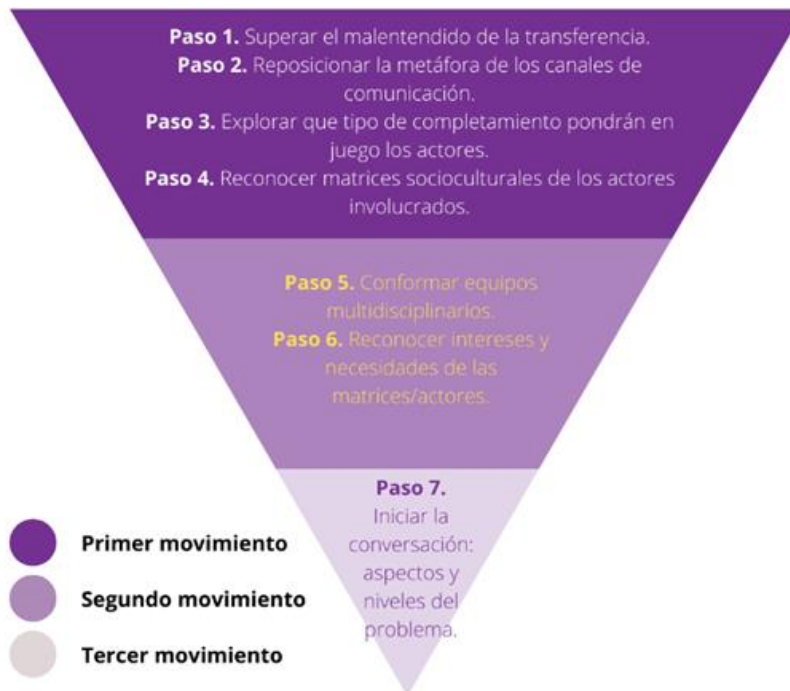 Paso 1. Superar el malentendido de la transferencia.
Paso 2. Reposicionar la metáfora de los canales de
comunicación.
Paso 3. Explorar que tipo de completamiento pondrán en
juego los actores.
Paso 4. Reconocer matrices socioculturales de los actores
involucrados.
Paso 5. Conformar equipos
multidisciplinarios.
Paso 6. Reconocer intereses y
necesidades de las
matrices/actores.
Paso 7.
Iniciar la
conversación:
aspectos y
niveles del
problema.
Primer movimiento
Segundo movimiento
Tercer movimiento